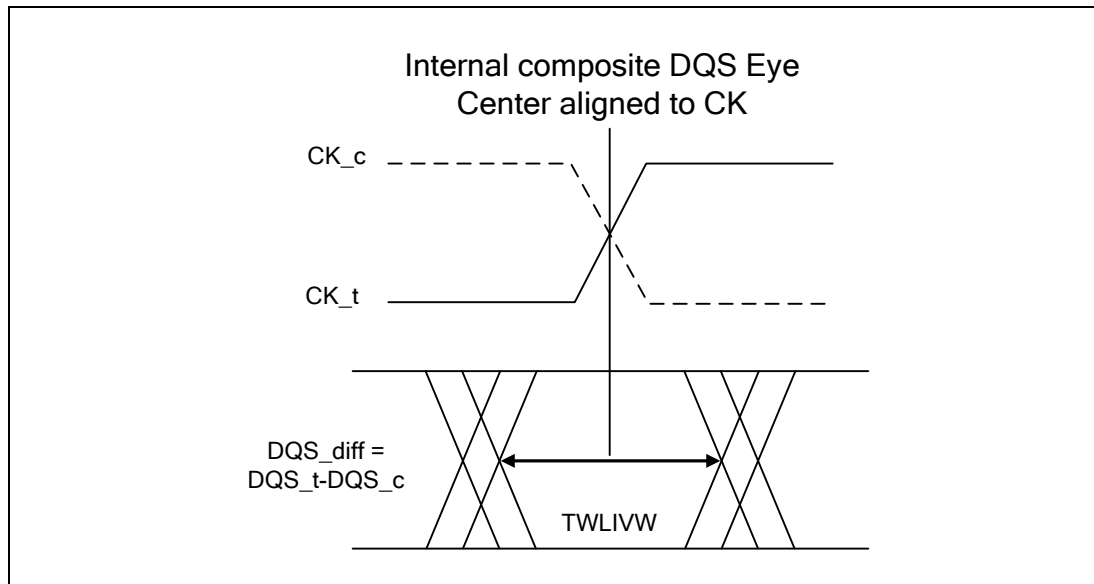 Internal composite DQS Eye
Center aligned to CK
CK_c
CK_t
DQS_diff =
DQS_t-DQS_c
TWLIVW